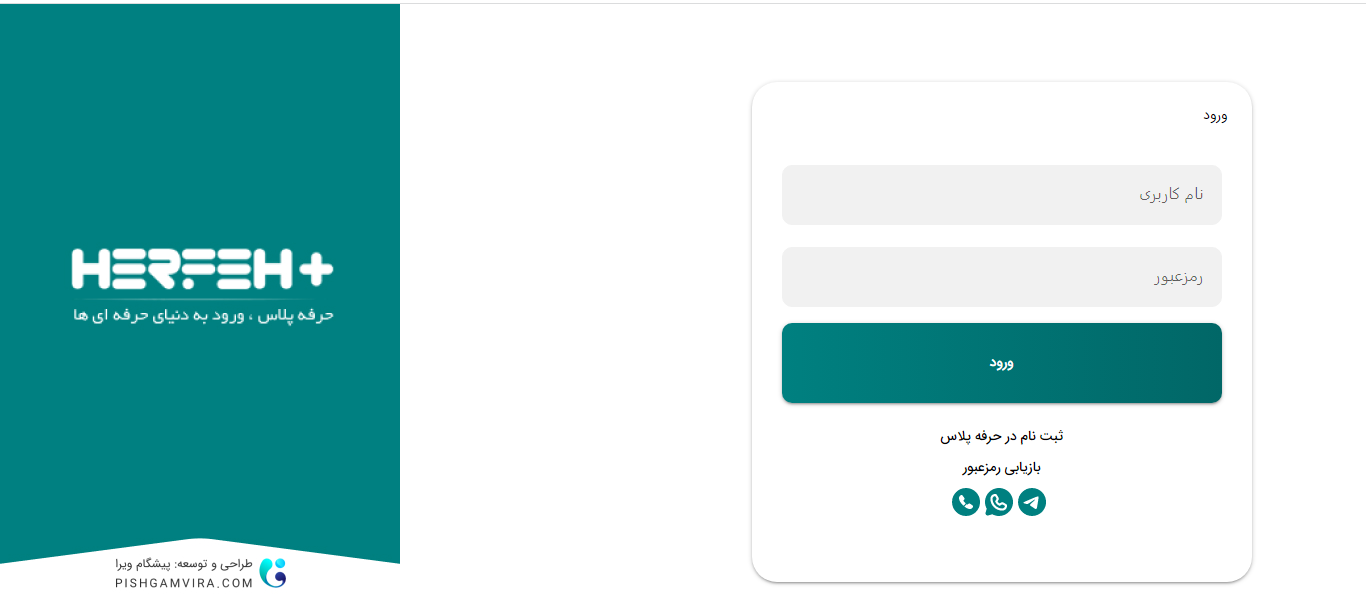 ورود
نام کاربری
رمزعبور
ورود
ثبت نام در حرفه پلاس
بازیابی رمزعبور
HERFEH+
حرفه پلاس ، ورود به دنیای حرفه ای ها
طراحی و توسعه: پیشگام ویرا
PISHGAMVIRA.COM